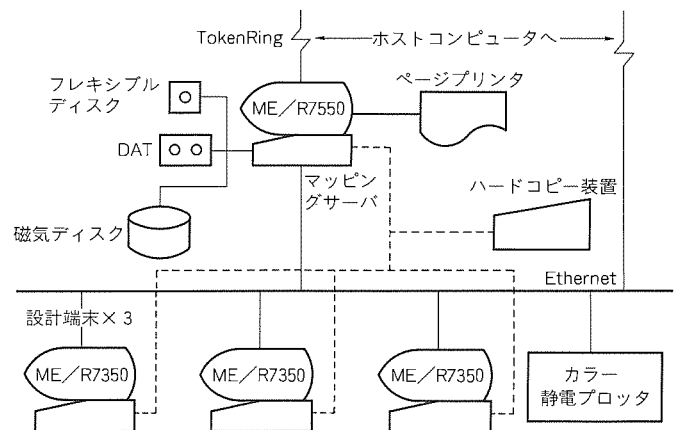 TokenRing
ホストコンピュータへ
フレキシブル
ディスク
ME／R7550
ページプリンタ
DAT
マッピン
グサーバ
ハードコピー装置
磁気ディスク
Ethernet
設計端末×3
ME／R7350
ME／R7350
ME／R7350
カラー
静電プロッタ